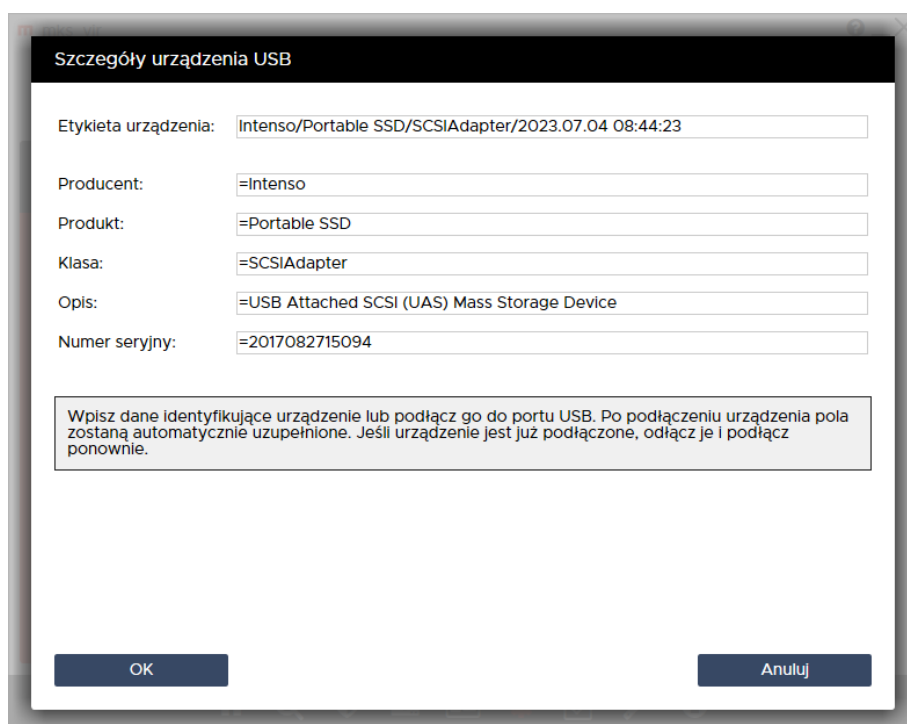 mks_vir
Szczegóły urządzenia USB
Etykieta urządzenia: Intenso/Portable SSD/SCSIAdapter/2023.07.04 08:44:23
Producent: =Intenso
Produkt: =Portable SSD
Klasa: =SCSIAdapter
Opis: =USB Attached SCSI (UAS) Mass Storage Device
Numer seryjny: =2017082715094
Wpisz dane identyfikujące urządzenie lub podłącz go do portu USB. Po podłączeniu urządzenia pola
zostaną automatycznie uzupełnione. Jeśli urządzenie jest już podłączone, odłącz je i podłącz
ponownie.
OK Anuluj